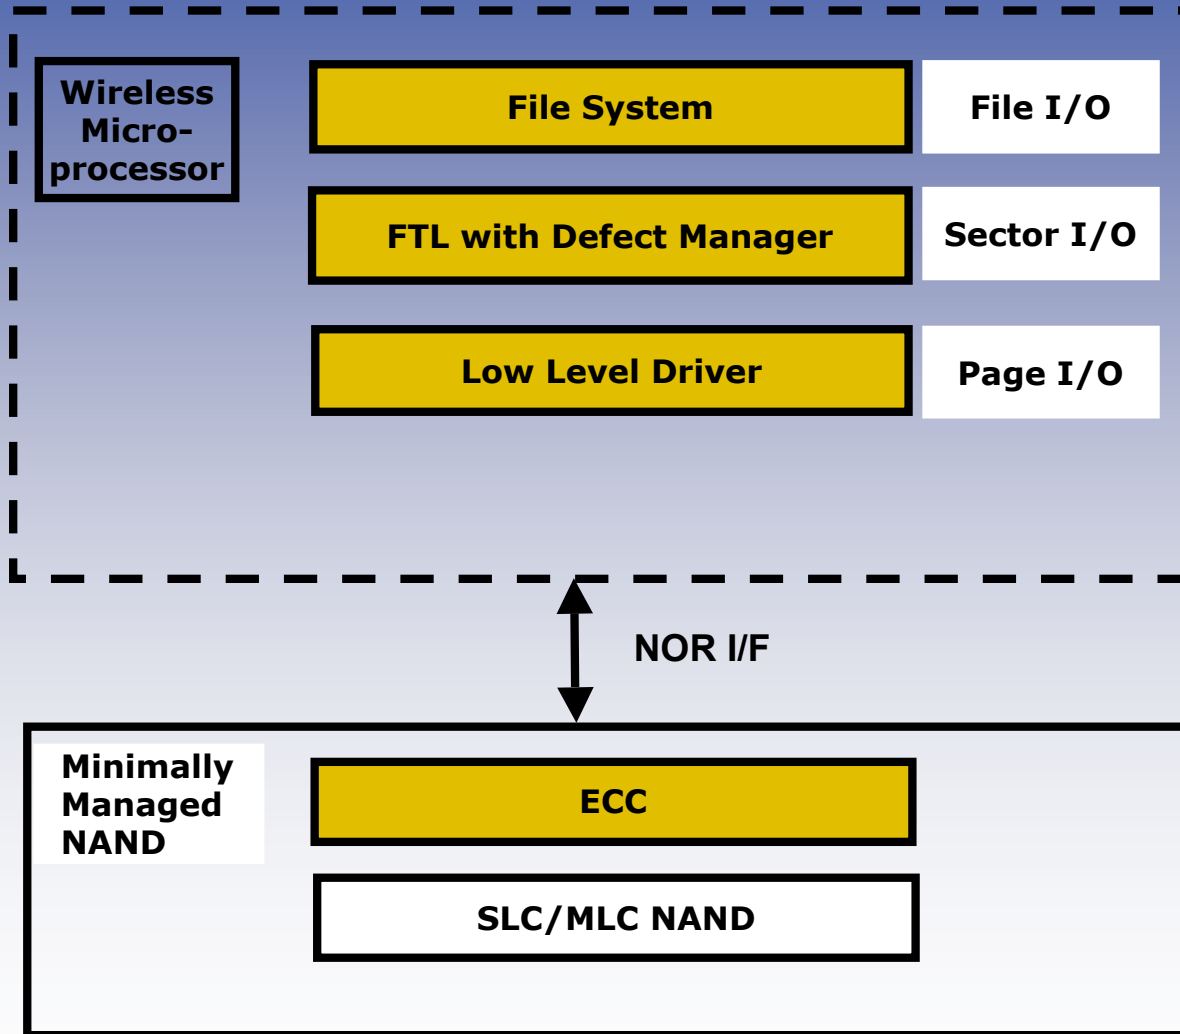 Wireless
Micro-
processor
File System
File I/O
FTL with Defect Manager
Sector I/O
Low Level Driver
Page I/O
NOR I/F
Minimally
Managed
NAND
ECC
SLC/MLC NAND